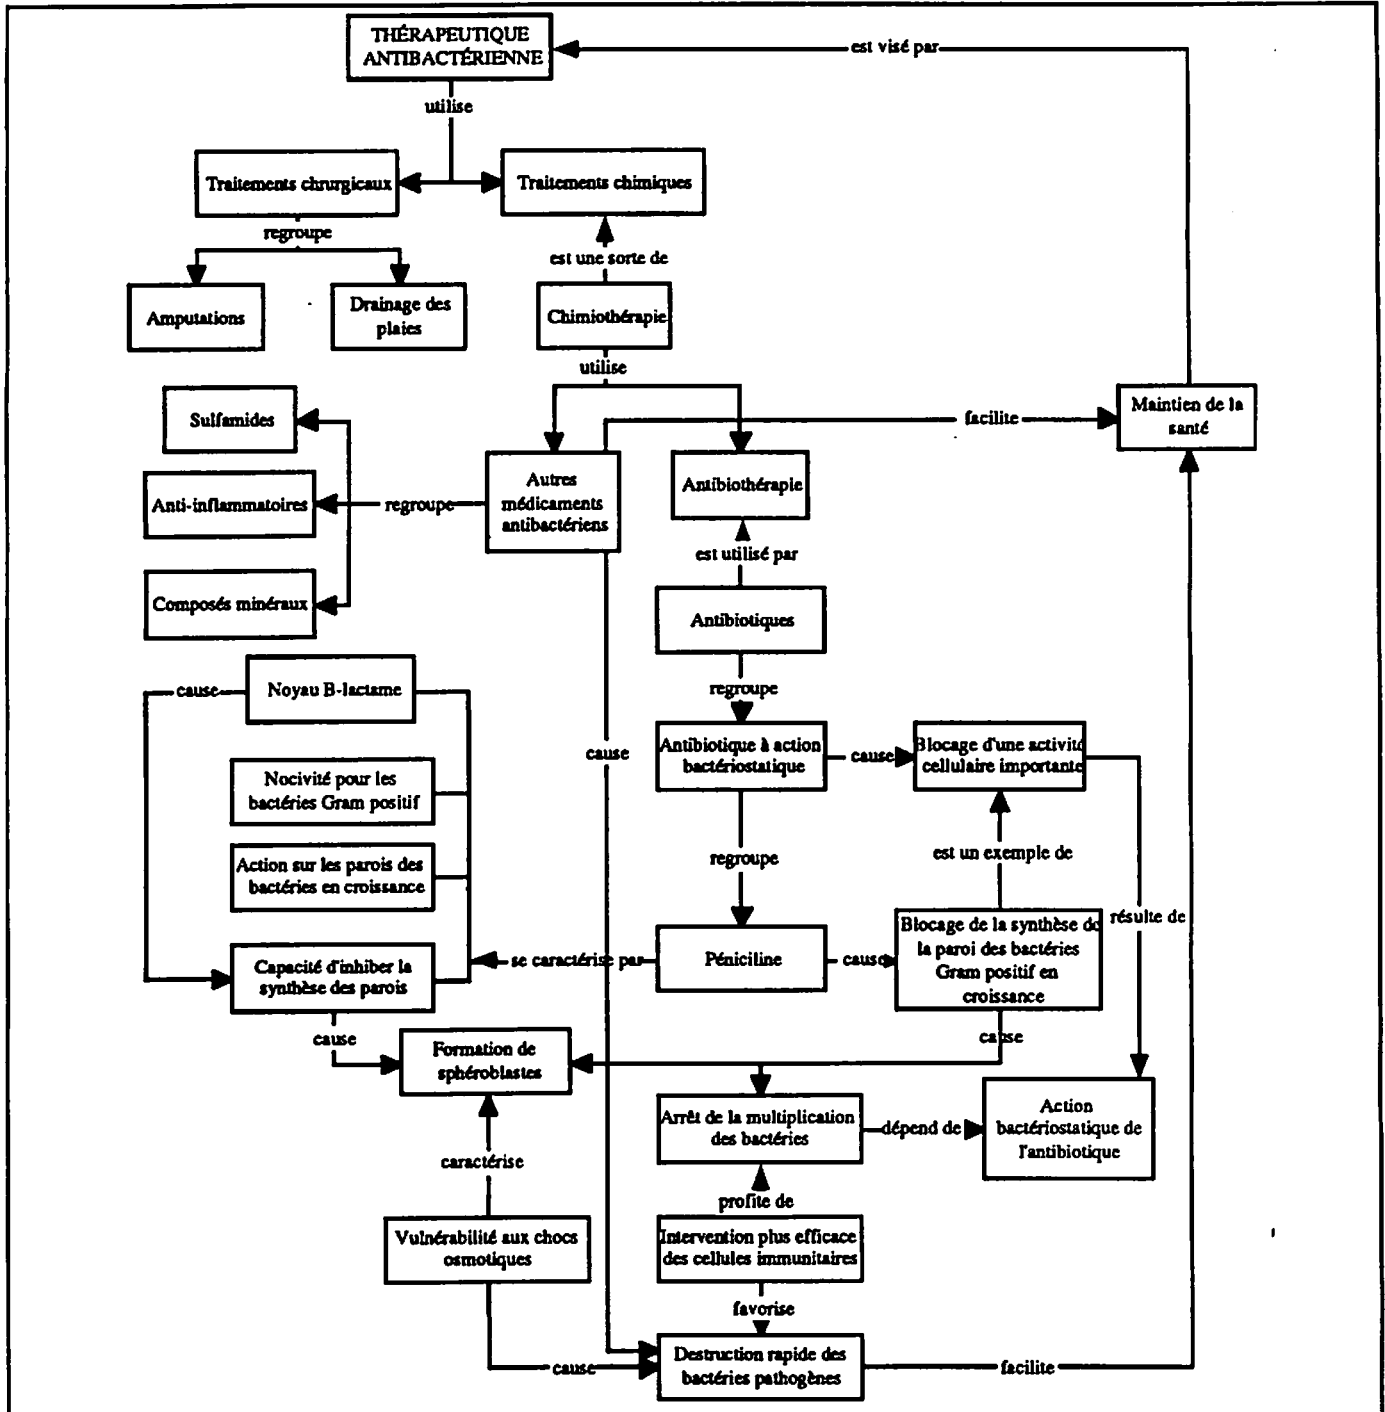 THÉRAPEUTIQUE
ANTIBACTÉRIENNE
est visé par
utilise
Traitements chrurgicaux
Traitements chimiques
regroupe
est une sorte de
Amputations
Drainage des
plaies
Chimiothérapie
utilise
Sulfamides
facilite
Maintien de la
santé
Autres
médicaments
antibactériens
Antibiothérapie
Anti-inflammatoires
regroupe
est utilisé par
Composés minéraux
Antibiotiques
cause
Noyau B-lactame
regroupe
cause
Antibiotique à action
bactériostatique
cause
Blocage d'une activité
cellulaire importante
Nocivité pour les
bactéries Gram positif
Action sur les parois des
bactéries en croissance
regroupe
est un exemple de
résulte de
Capacité d'inhiber la
synthèse des parois
se caractérise par
Péniciline
cause
Blocage de la synthèse de
la paroi des bactéries
Gram positif en
croissance
cause
Formation de
sphéroblastes
cause
Arrêt de la multiplication
des bactéries
dépend de
Action
bactériostatique de
l'antibiotique
caractérise
profite de
Vulnérabilité aux chocs
osmotiques
Intervention plus efficace
des cellules immunitaires
favorise
cause
Destruction rapide des
bactéries pathogènes
facilite